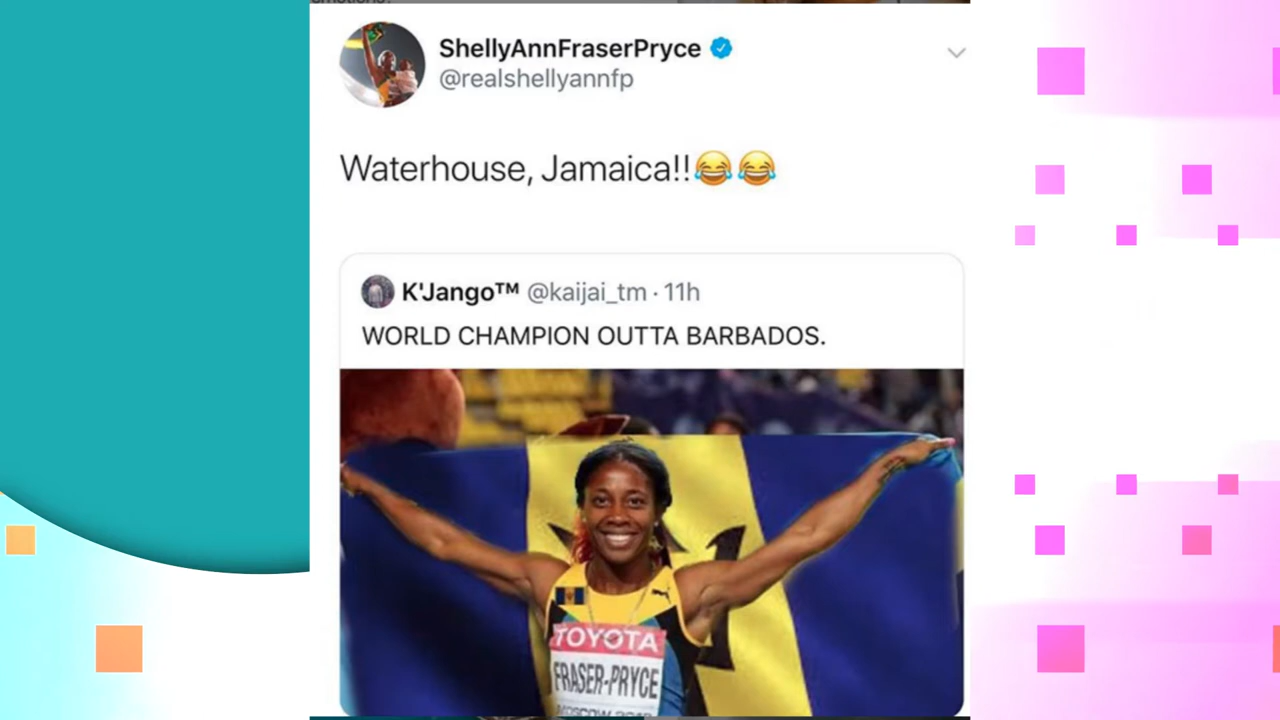 ShellyAnnFraserPryce
@realshellyannfp
Waterhouse, Jamaica!!😂😂
K'Jango™ @kaijai_tm · 11h
WORLD CHAMPION OUTTA BARBADOS.
TOYOTA
FRASER-PRYCE